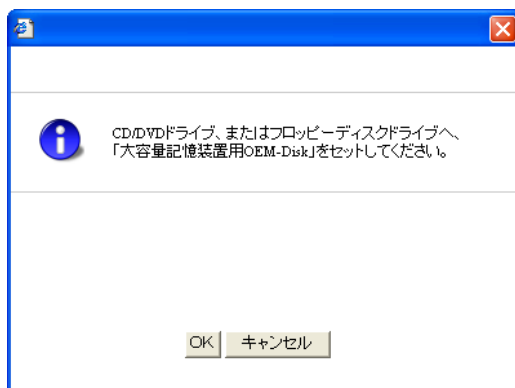 CD/DVDドライブ、またはフロッピーディスクドライブへ、
「大容量記憶装置用OEM-Disk」をセットしてください。
OK
キャンセル